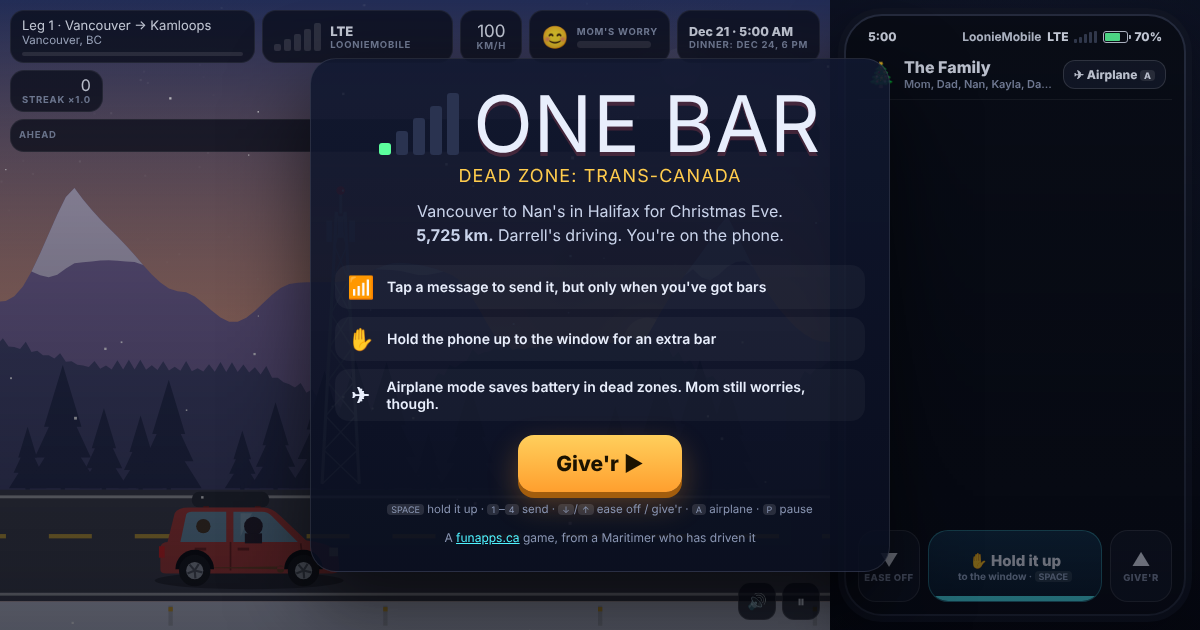 Leg 1 · Vancouver → Kamloops
Vancouver, BC
LTE
LOONIEMOBILE
100
KM/H
MOM'S WORRY
Dec 21 · 5:00 AM
DINNER: DEC 24, 6 PM
0
STREAK ×1.0
AHEAD
ONE BAR
DEAD ZONE: TRANS-CANADA
Vancouver to Nan's in Halifax for Christmas Eve.
5,725 km. Darrell's driving. You're on the phone.
Tap a message to send it, but only when you've got bars
Hold the phone up to the window for an extra bar
Airplane mode saves battery in dead zones. Mom still worries,
though.
Give'r ▶
SPACE hold it up · 1–4 send · ↓/↑ ease off / give'r · A airplane · P pause
A funapps.ca game, from a Maritimer who has driven it
5:00
LoonieMobile LTE 70%
The Family
Mom, Dad, Nan, Kayla, Da...
✈ Airplane A
▼
EASE OFF
✋ Hold it up
to the window · SPACE
▲
GIVE'R